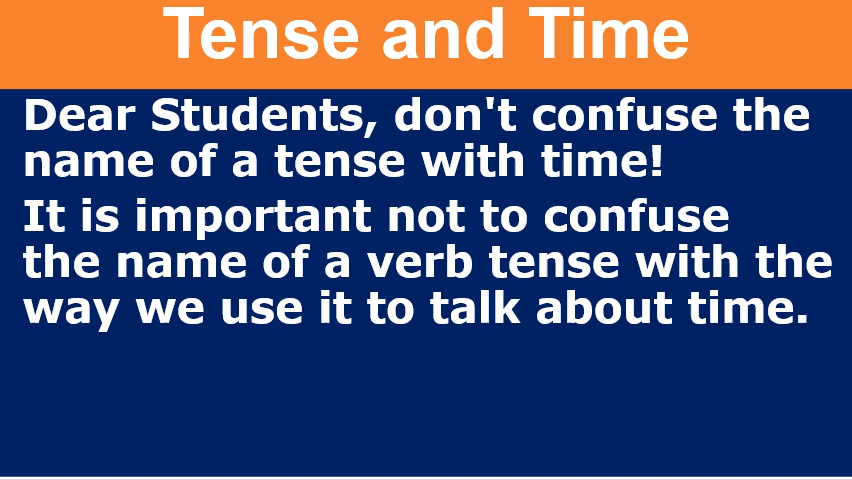 Tense and Time
Dear Students, don't confuse the
name of a tense with time!
It is important not to confuse
the name of a verb tense with the
way we use it to talk about time.